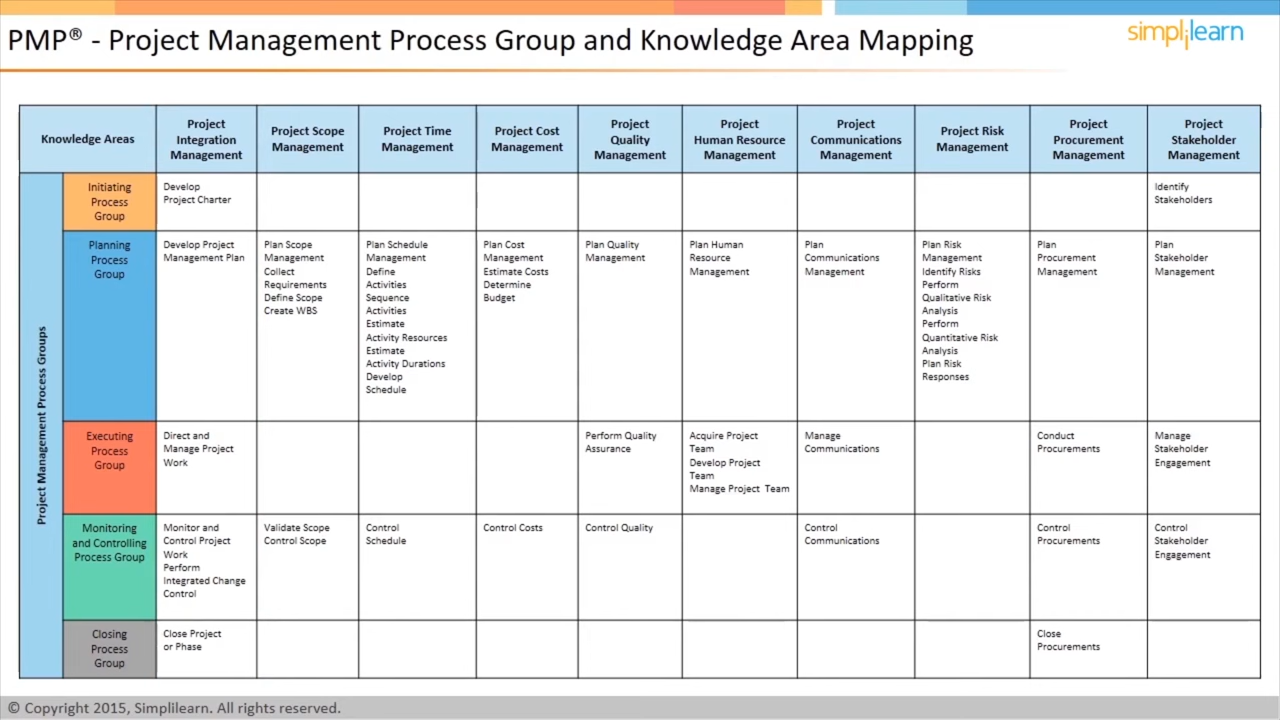 PMP® - Project Management Process Group and Knowledge Area Mapping
simplilearn
Knowledge Areas
Project
Integration
Management
Project Scope
Management
Project Time
Management
Project Cost
Management
Project
Quality
Management
Project
Human Resource
Management
Project
Communications
Management
Project Risk
Management
Project
Procurement
Management
Project
Stakeholder
Management
Project Management Process Groups
Initiating
Process
Group
Develop
Project Charter
Identify
Stakeholders
Planning
Process
Group
Develop Project
Management Plan
Plan Scope
Management
Collect
Requirements
Define Scope
Create WBS
Plan Schedule
Management
Define
Activities
Sequence
Activities
Estimate
Activity Resources
Estimate
Activity Durations
Develop
Schedule
Plan Cost
Management
Estimate Costs
Determine
Budget
Plan Quality
Management
Plan Human
Resource
Management
Plan
Communications
Management
Plan Risk
Management
Identify Risks
Perform
Qualitative Risk
Analysis
Perform
Quantitative Risk
Analysis
Plan Risk
Responses
Plan
Procurement
Management
Plan
Stakeholder
Management
Executing
Process
Group
Direct and
Manage Project
Work
Perform Quality
Assurance
Acquire Project
Team
Develop Project
Team
Manage Project Team
Manage
Communications
Conduct
Procurements
Manage
Stakeholder
Engagement
Monitoring
and Controlling
Process Group
Monitor and
Control Project
Work
Perform
Integrated Change
Control
Validate Scope
Control Scope
Control
Schedule
Control Costs
Control Quality
Control
Communications
Control
Procurements
Control
Stakeholder
Engagement
Closing
Process
Group
Close Project
or Phase
Close
Procurements
© Copyright 2015, Simplilearn. All rights reserved.